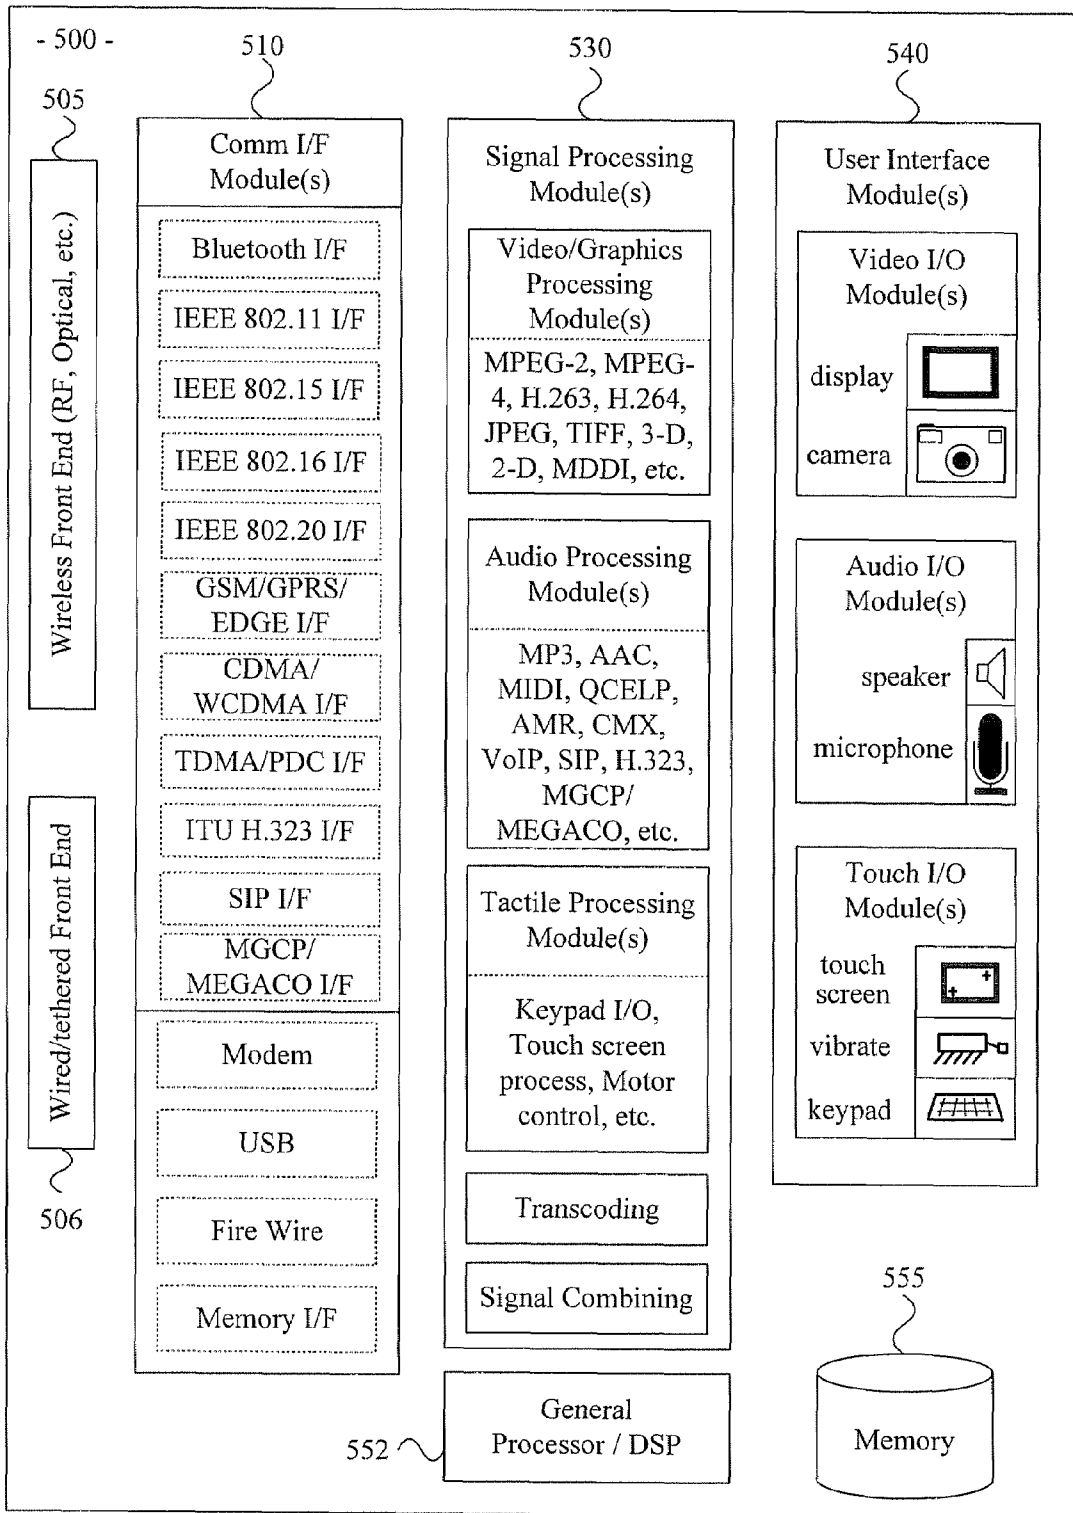 - 500 -
505
Wireless Front End (RF, Optical, etc.)
Wired/tethered Front End
506
510
Comm I/F
Module(s)
Bluetooth I/F
IEEE 802.11 I/F
IEEE 802.15 I/F
IEEE 802.16 I/F
IEEE 802.20 I/F
GSM/GPRS/
EDGE I/F
CDMA/
WCDMA I/F
TDMA/PDC I/F
ITU H.323 I/F
SIP I/F
MGCP/
MEGACO I/F
Modem
USB
Fire Wire
Memory I/F
530
Signal Processing
Module(s)
Video/Graphics
Processing
Module(s)
MPEG-2, MPEG-
4, H.263, H.264,
JPEG, TIFF, 3-D,
2-D, MDDI, etc.
Audio Processing
Module(s)
MP3, AAC,
MIDI, QCELP,
AMR, CMX,
VoIP, SIP, H.323,
MGCP/
MEGACO, etc.
Tactile Processing
Module(s)
Keypad I/O,
Touch screen
process, Motor
control, etc.
Transcoding
Signal Combining
552
General
Processor / DSP
540
User Interface
Module(s)
Video I/O
Module(s)
display
camera
Audio I/O
Module(s)
speaker
microphone
Touch I/O
Module(s)
touch
screen
vibrate
keypad
555
Memory